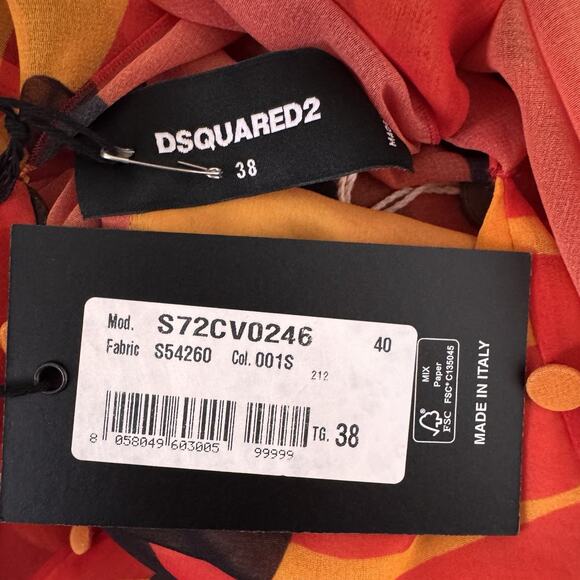 DSQUARED2
38
Mod. S72CV0246 40
Fabric S54260 Col. 001S
212
8 058049 603005 99999
TG. 38
MIX
Paper
FSC® C135045
FSC
MADE IN ITALY